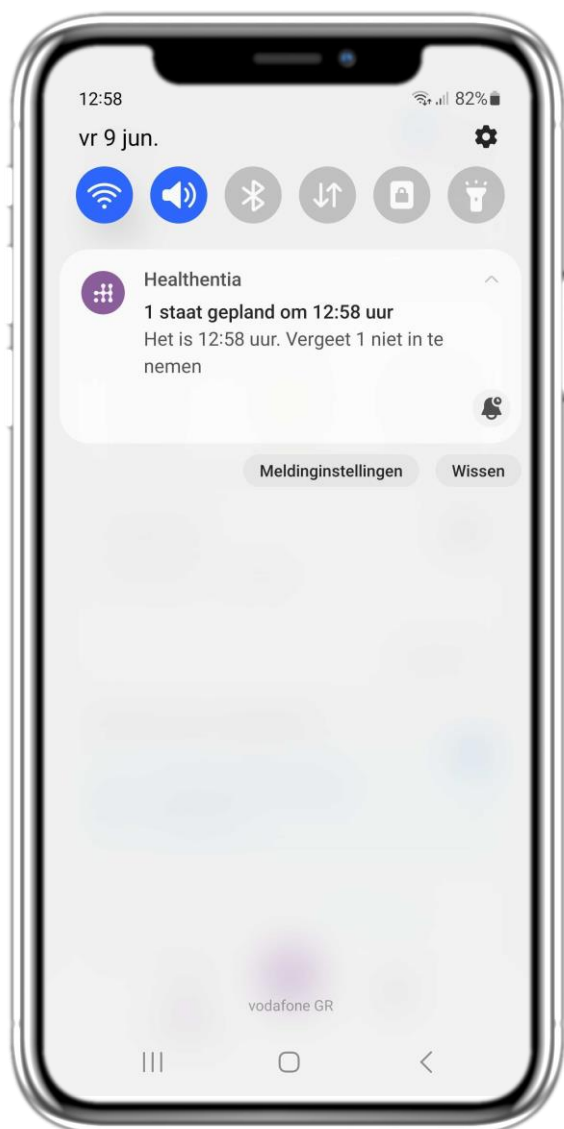 12:58
82%
vr 9 jun.
Healthentia
1 staat gepland om 12:58 uur
Het is 12:58 uur. Vergeet 1 niet in te
nemen
Meldinginstellingen
Wissen
vodafone GR